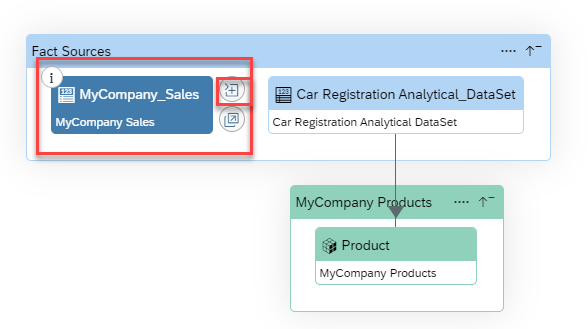 Fact Sources
MyCompany_Sales
MyCompany Sales
Car Registration Analytical_DataSet
Car Registration Analytical DataSet
MyCompany Products
Product
MyCompany Products